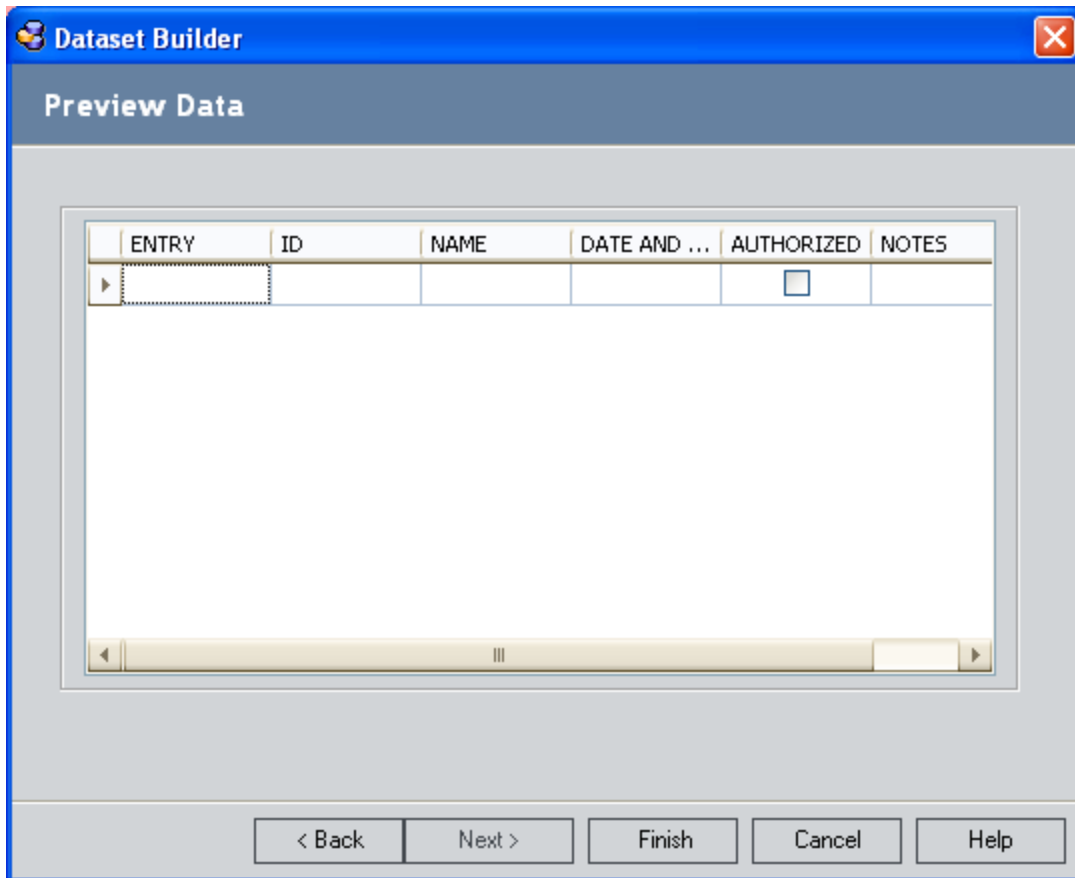 Dataset Builder
Preview Data
ENTRY ID NAME DATE AND ... AUTHORIZED NOTES
< Back Next > Finish Cancel Help